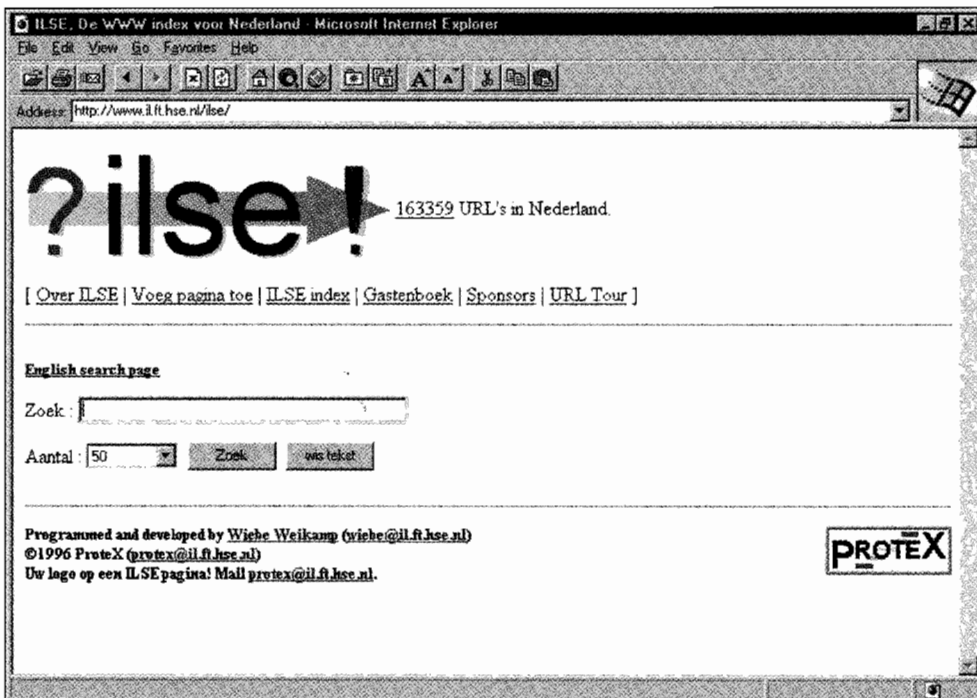 ILSE, De WWW index voor Nederland - Microsoft Internet Explorer
File Edit View Go Favorites Help
Address: http://www.il.ft.hse.nl/ilse/
? ilse ! 163359 URL's in Nederland.
[ Over ILSE | Voeg pagina toe | ILSE index | Gastenboek | Sponsors | URL Tour ]
English search page
Zoek :
Aantal : 50 Zoek wis tekst
Programmed and developed by Wiebe Weikamp (wiebe@il.ft.hse.nl)
©1996 ProteX (protex@il.ft.hse.nl)
Uw logo op een ILSE pagina! Mail protex@il.ft.hse.nl.
PROTEX